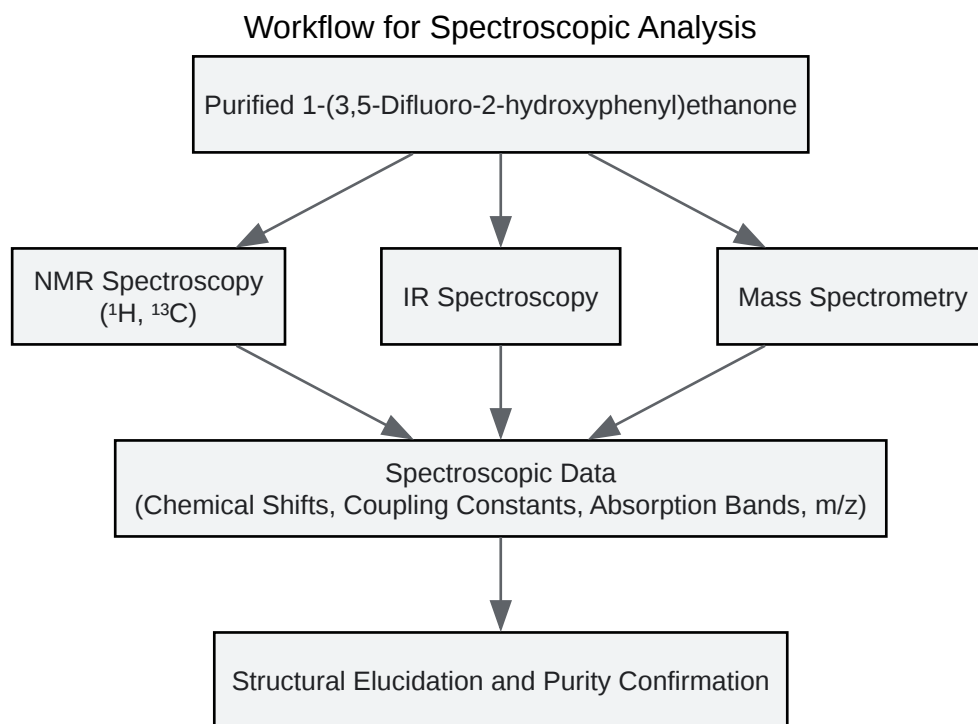 Workflow for Spectroscopic Analysis
Purified 1-(3,5-Difluoro-2-hydroxyphenyl)ethanone
NMR Spectroscopy
(¹H, ¹³C)
IR Spectroscopy
Mass Spectrometry
Spectroscopic Data
(Chemical Shifts, Coupling Constants, Absorption Bands, m/z)
Structural Elucidation and Purity Confirmation